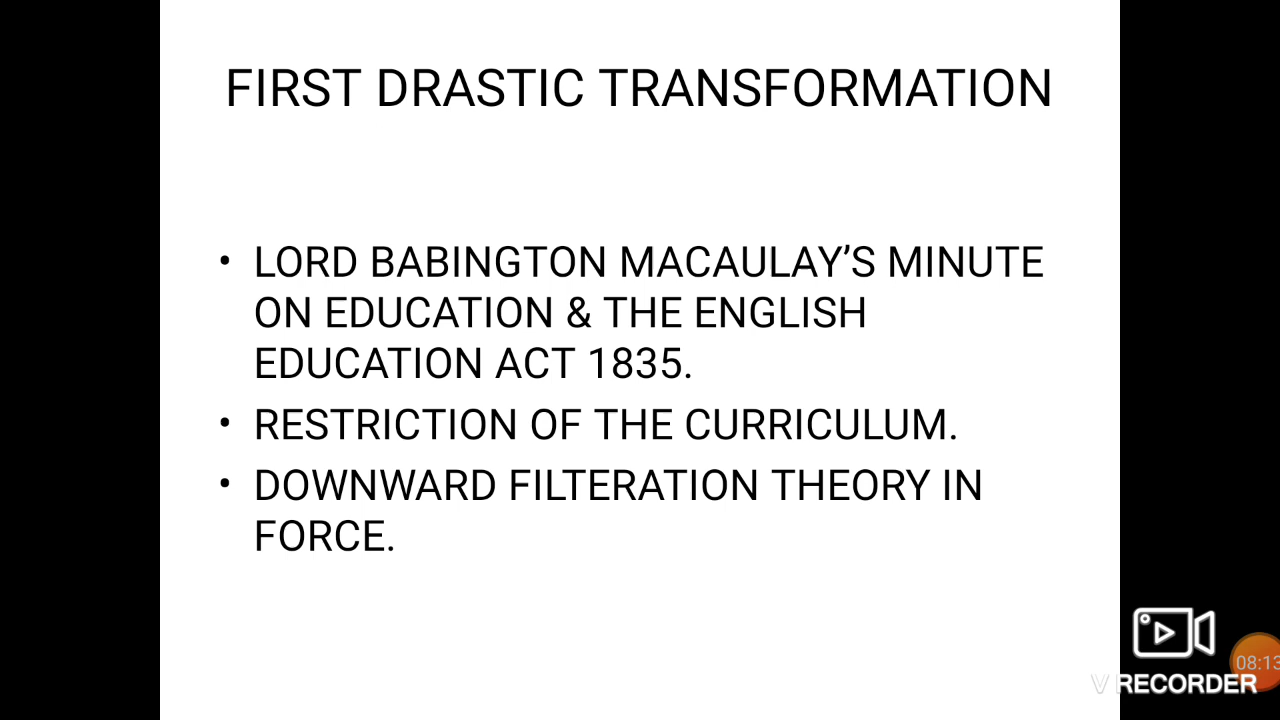 FIRST DRASTIC TRANSFORMATION
• LORD BABINGTON MACAULAY’S MINUTE
ON EDUCATION & THE ENGLISH
EDUCATION ACT 1835.
• RESTRICTION OF THE CURRICULUM.
• DOWNWARD FILTERATION THEORY IN
FORCE.
08:13
V RECORDER